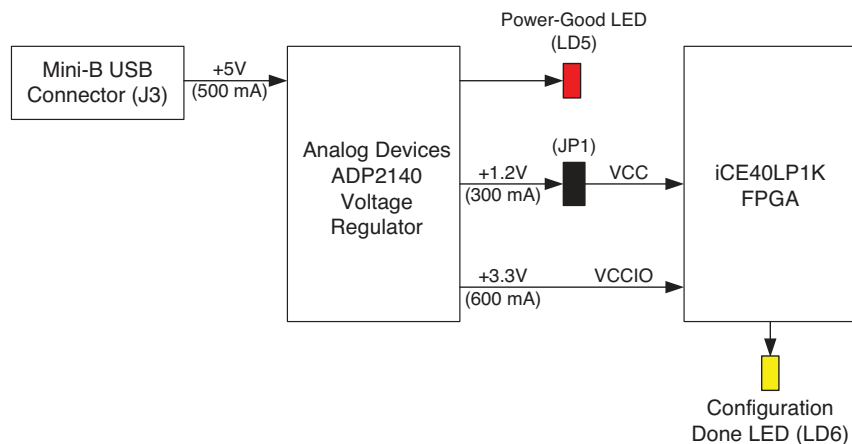 Power-Good LED
(LD5)
Mini-B USB
Connector (J3)
+5V
(500 mA)
Analog Devices
ADP2140
Voltage
Regulator
(JP1)
+1.2V
(300 mA)
VCC
iCE40LP1K
FPGA
+3.3V
(600 mA)
VCCIO
Configuration
Done LED (LD6)